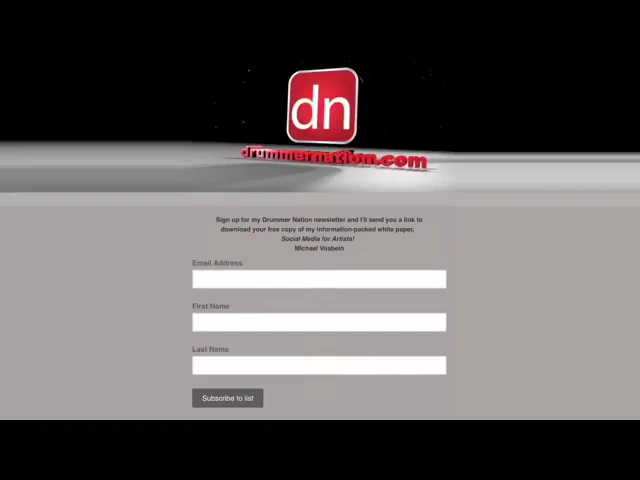 dn
drummernation.com
Sign up for my Drummer Nation newsletter and I'll send you a link to
download your free copy of my information-packed white paper,
Social Media for Artists!
Michael Vosbein
Email Address
First Name
Last Name
Subscribe to list